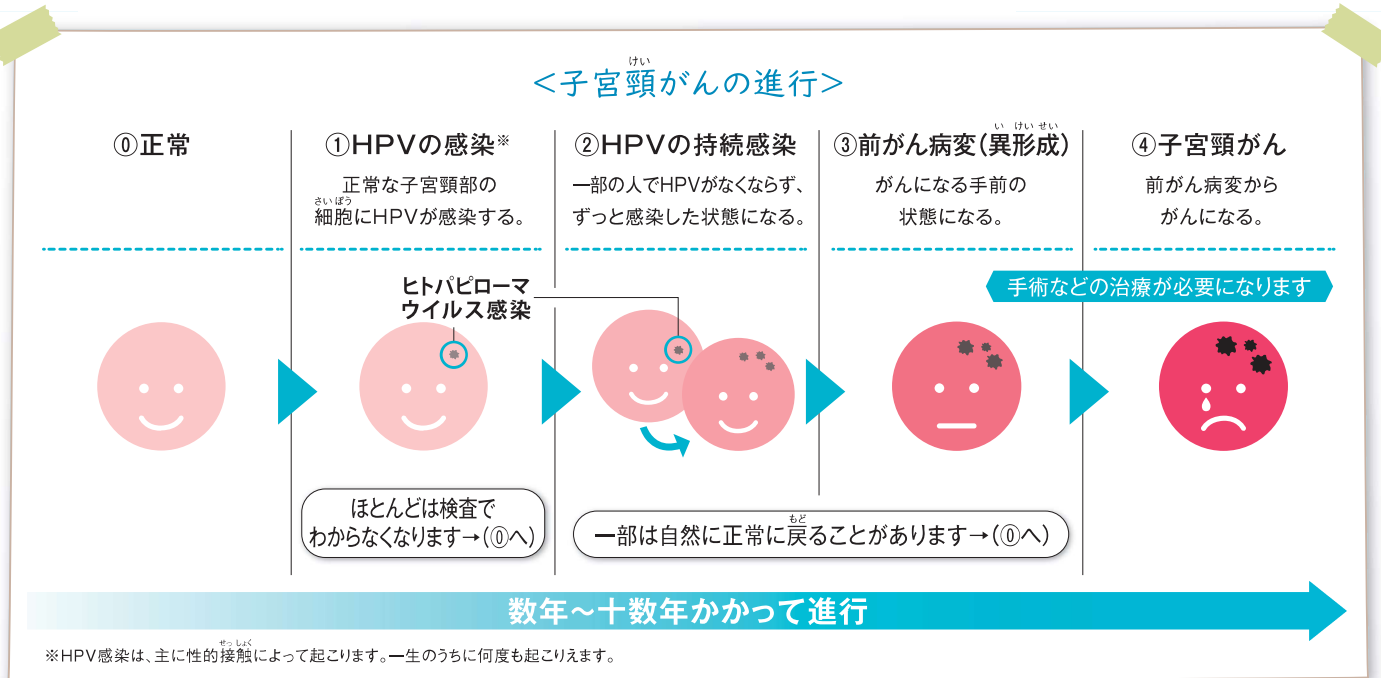 けい
<子宮頸がんの進行>
⓪正常
①HPVの感染※
正常な子宮頸部の
さいぼう
細胞にHPVが感染する。
②HPVの持続感染
一部の人でHPVがなくならず、
ずっと感染した状態になる。
い けい せい
③前がん病変(異形成)
がんになる手前の
状態になる。
④子宮頸がん
前がん病変から
がんになる。
手術などの治療が必要になります
ヒトパピローマ
ウイルス感染
ほとんどは検査で
わからなくなります→(⓪へ)
もど
一部は自然に正常に戻ることがあります→(⓪へ)
数年~十数年かかって進行
せっしょく
※HPV感染は、主に性的接触によって起こります。一生のうちに何度も起こりえます。